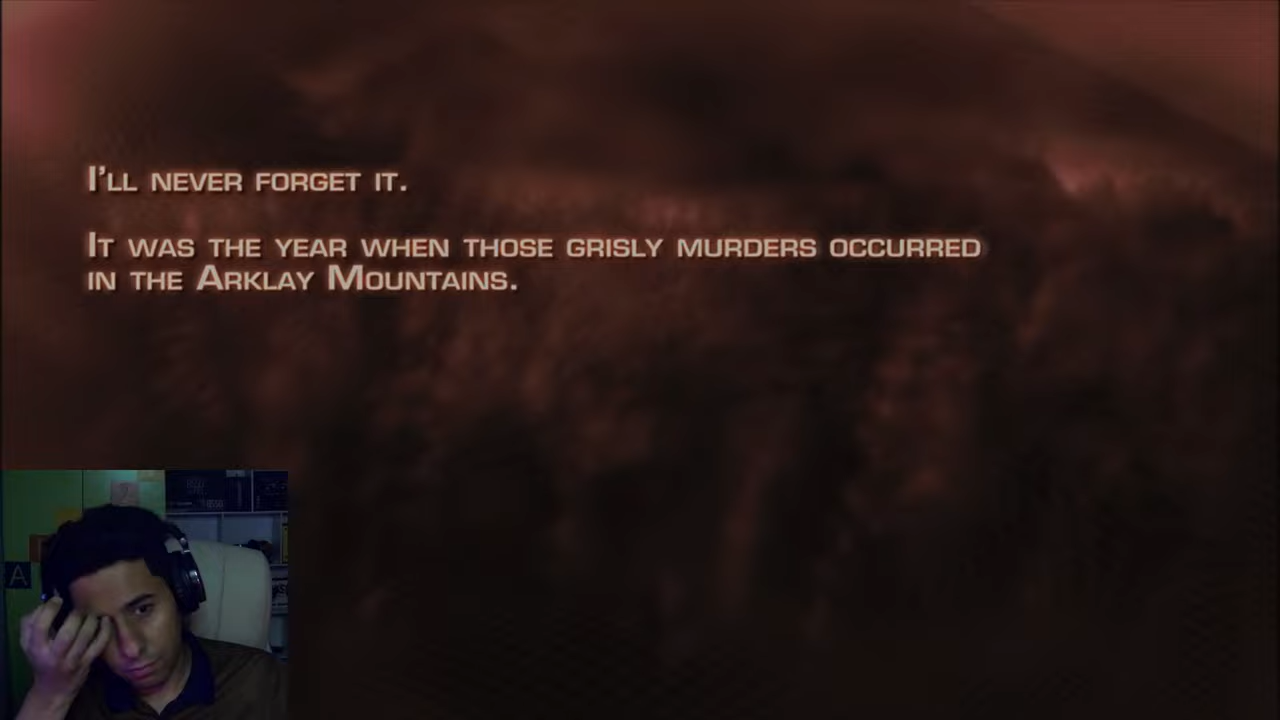 I'LL NEVER FORGET IT.
IT WAS THE YEAR WHEN THOSE GRISLY MURDERS OCCURRED
IN THE ARKLAY MOUNTAINS.
A